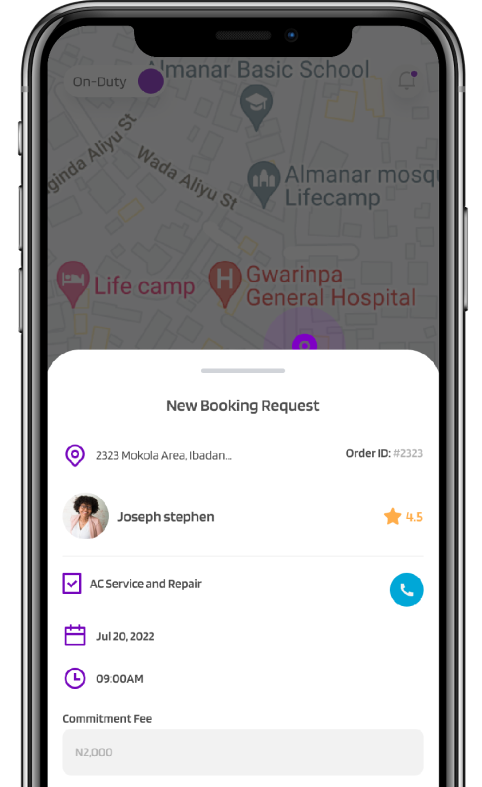 Almanar Basic School
On-Duty
Wada Aliyu St
Aliyu St
Almanar
Lifecamp
Life camp
Gwarinpa
General Hospital
New Booking Request
2323 Mokola Area, Ibadan...
Order ID: #2323
Joseph stephen
4.5
AC Service and Repair
Jul 20, 2022
09:00AM
Commitment Fee
N2,000